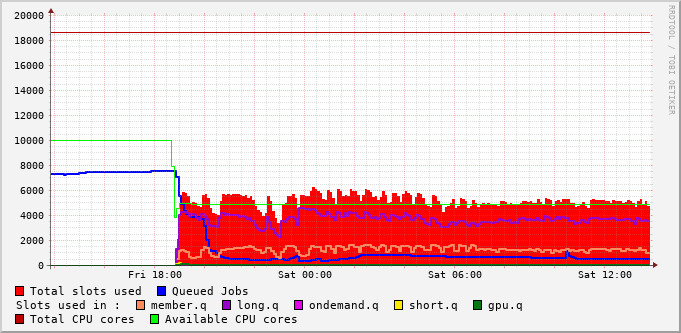 20000
18000
16000
14000
12000
10000
8000
6000
4000
2000
0
Fri 18:00 Sat 00:00 Sat 06:00 Sat 12:00
Total slots used Queued Jobs
Slots used in : member.q long.q ondemand.q short.q gpu.q
Total CPU cores Available CPU cores
RRDTOOL / TOBI OETIKER